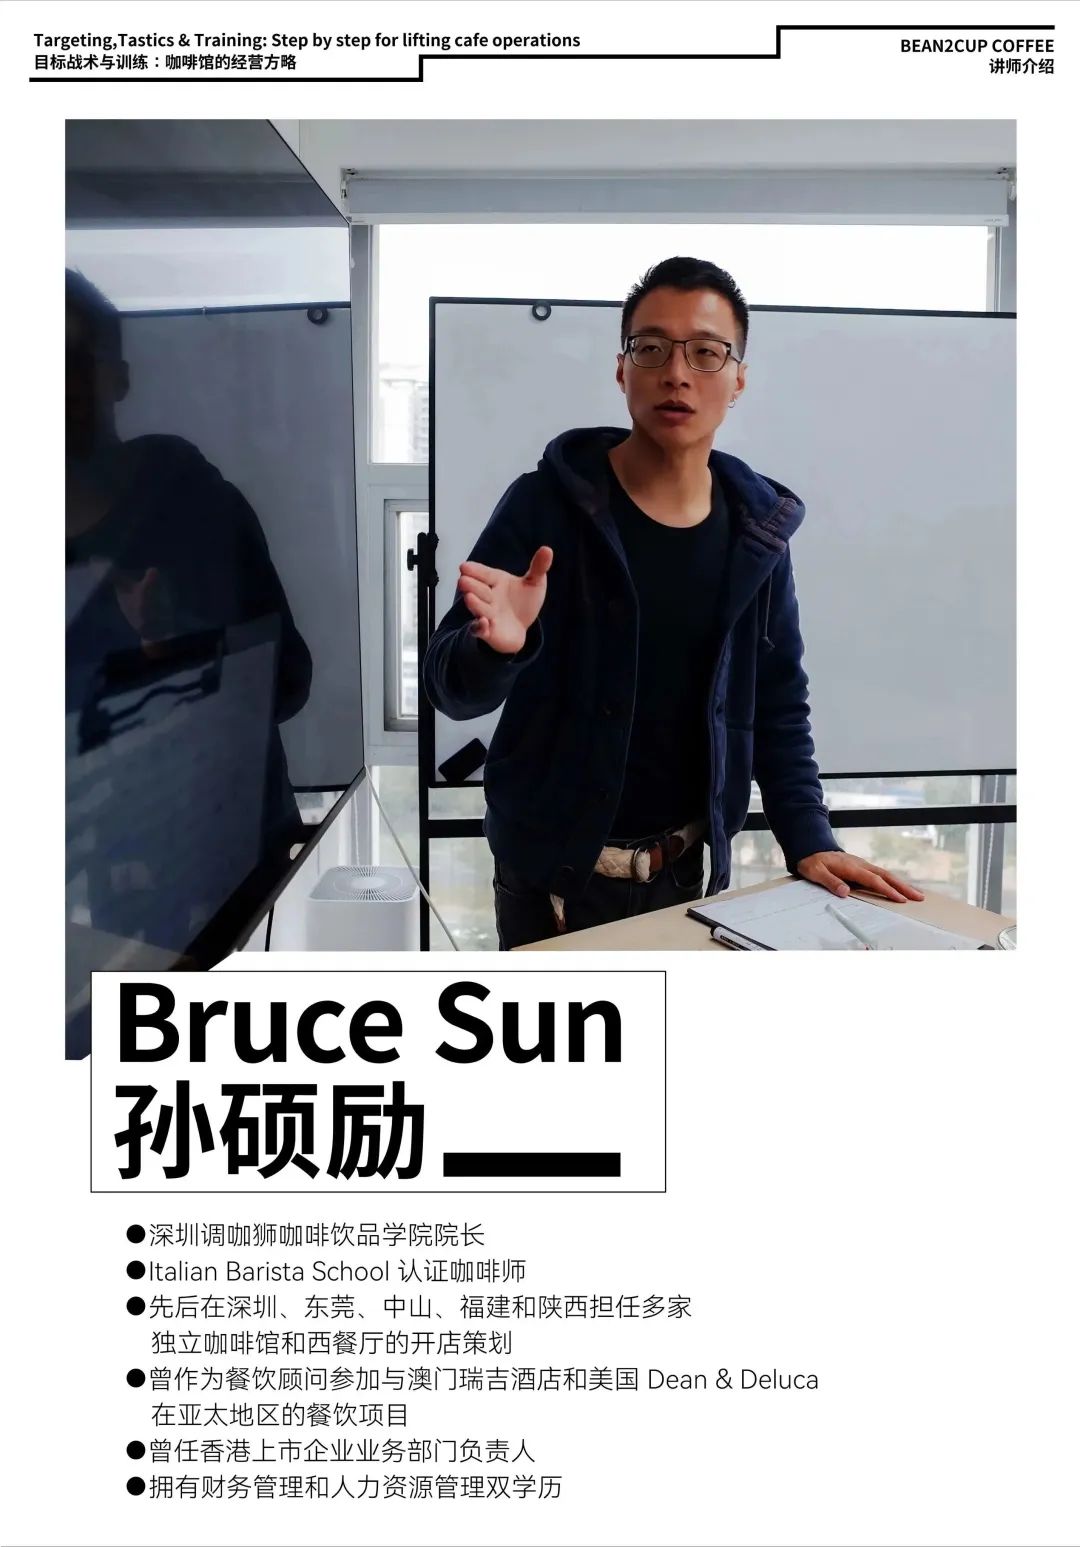 Targeting,Tastics & Training: Step by step for lifting cafe operations
目标战术与训练：咖啡馆的经营方略
BEAN2CUP COFFEE
讲师介绍
Bruce Sun
孙硕励
●深圳调咖狮咖啡饮品学院院长
●Italian Barista School 认证咖啡师
●先后在深圳、东莞、中山、福建和陕西担任多家
独立咖啡馆和西餐厅的开店策划
●曾作为餐饮顾问参加与澳门瑞吉酒店和美国 Dean & Deluca
在亚太地区的餐饮项目
●曾任香港上市企业业务部门负责人
●拥有财务管理和人力资源管理双学历